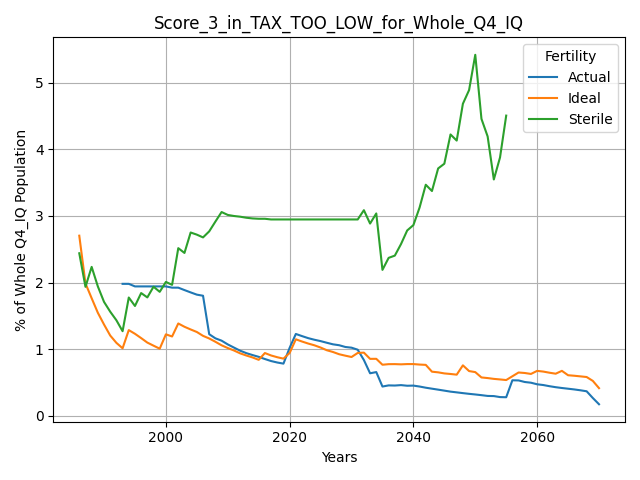 Score_3_in_TAX_TOO_LOW_for_Whole_Q4_IQ
Fertility
Actual
Ideal
Sterile
% of Whole Q4_IQ Population
5
4
3
2
1
0
2000
2020
2040
2060
Years